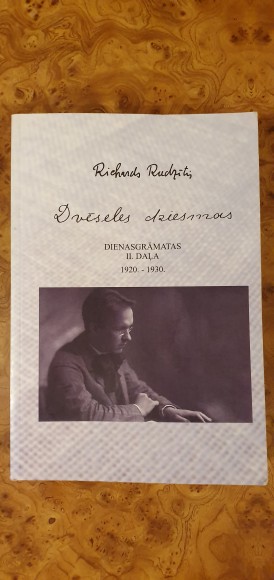 Richards Rudzītis
Dvēseles dziesmas
DIENASGRĀMATAS
II. DAĻA
1920. - 1930.